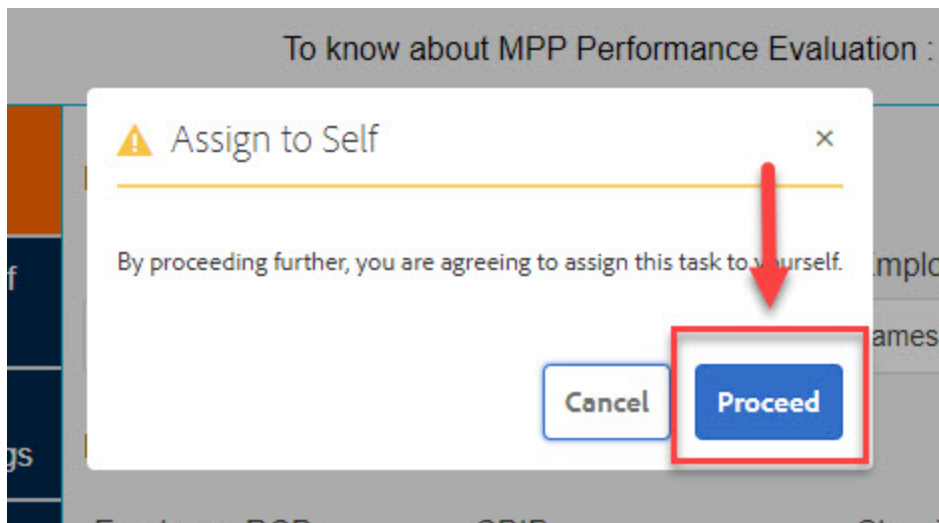 To know about MPP Performance Evaluation :
Assign to Self
×
By proceeding further, you are agreeing to assign this task to yourself.
Cancel
Proceed